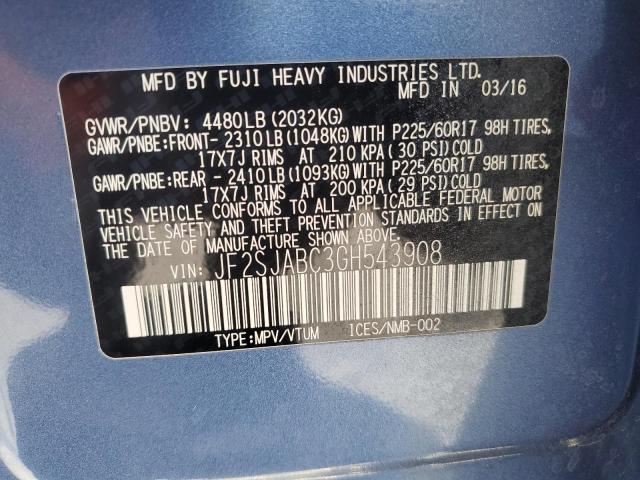 MFD BY FUJI HEAVY INDUSTRIES LTD.
MFD IN 03/16
GVWR/PNBV: 4480LB(2032KG)
GAWR/PNBE:FRONT- 2310LB(1048KG)WITH P225/60R17 98H TIRES,
17X7J RIMS AT 210 KPA(30 PSI)COLD
GAWR/PNBE:REAR - 2410LB(1093KG)WITH P225/60R17 98H TIRES,
17X7J RIMS AT 200 KPA(29 PSI)COLD
THIS VEHICLE CONFORMS TO ALL APPLICABLE FEDERAL MOTOR
VEHICLE SAFETY AND THEFT PREVENTION STANDARDS IN EFFECT ON
THE DATE OF MANUFACTURE SHOWN ABOVE.
VIN: JF2SJABC3GH543908
TYPE:MPV/VTUM ICES/NMB-002